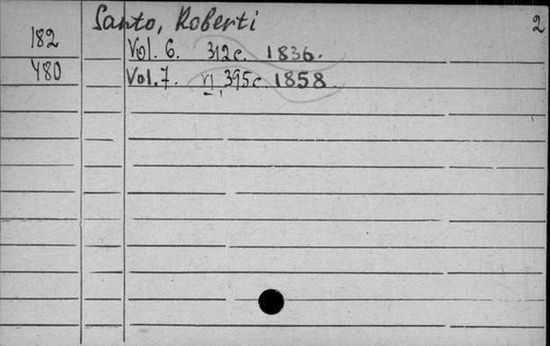 Santo, Roberti 2
182 Vol. 6. 312c. 1836.
480 Vol. 7. VI, 395c. 1858.